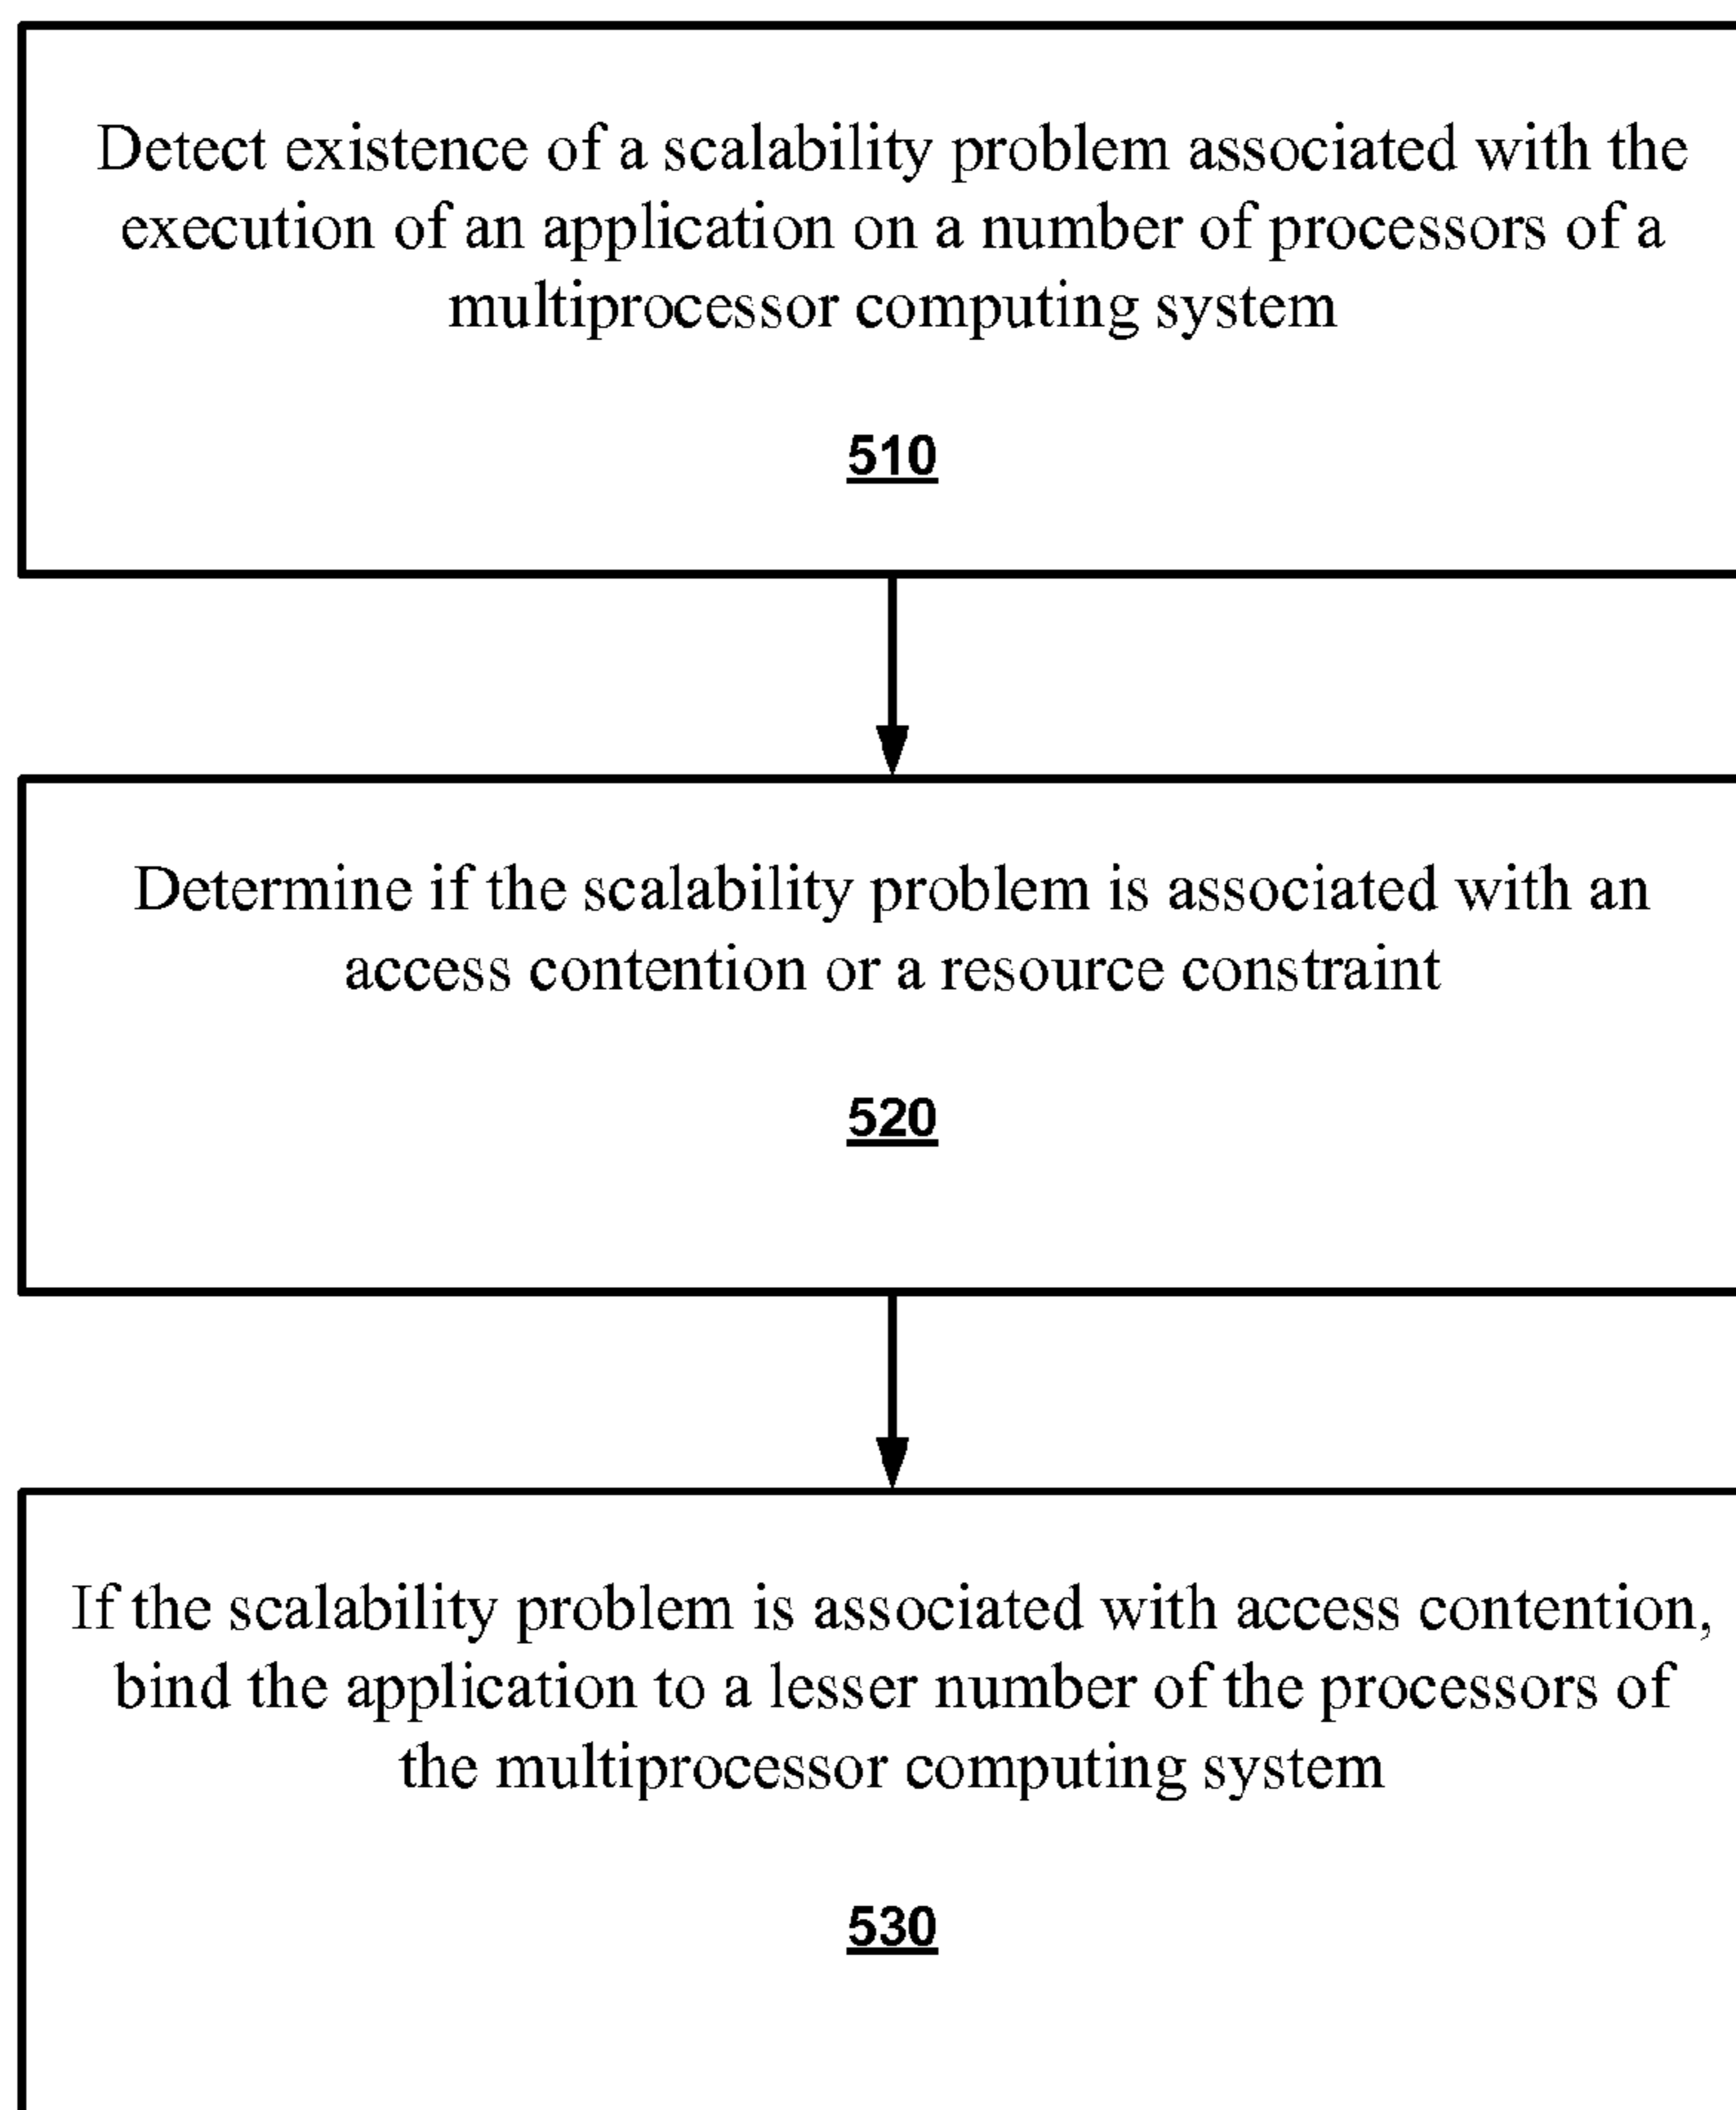 Detect existence of a scalability problem associated with the
execution of an application on a number of processors of a
multiprocessor computing system
510
Determine if the scalability problem is associated with an
access contention or a resource constraint
520
If the scalability problem is associated with access contention,
bind the application to a lesser number of the processors of
the multiprocessor computing system
530